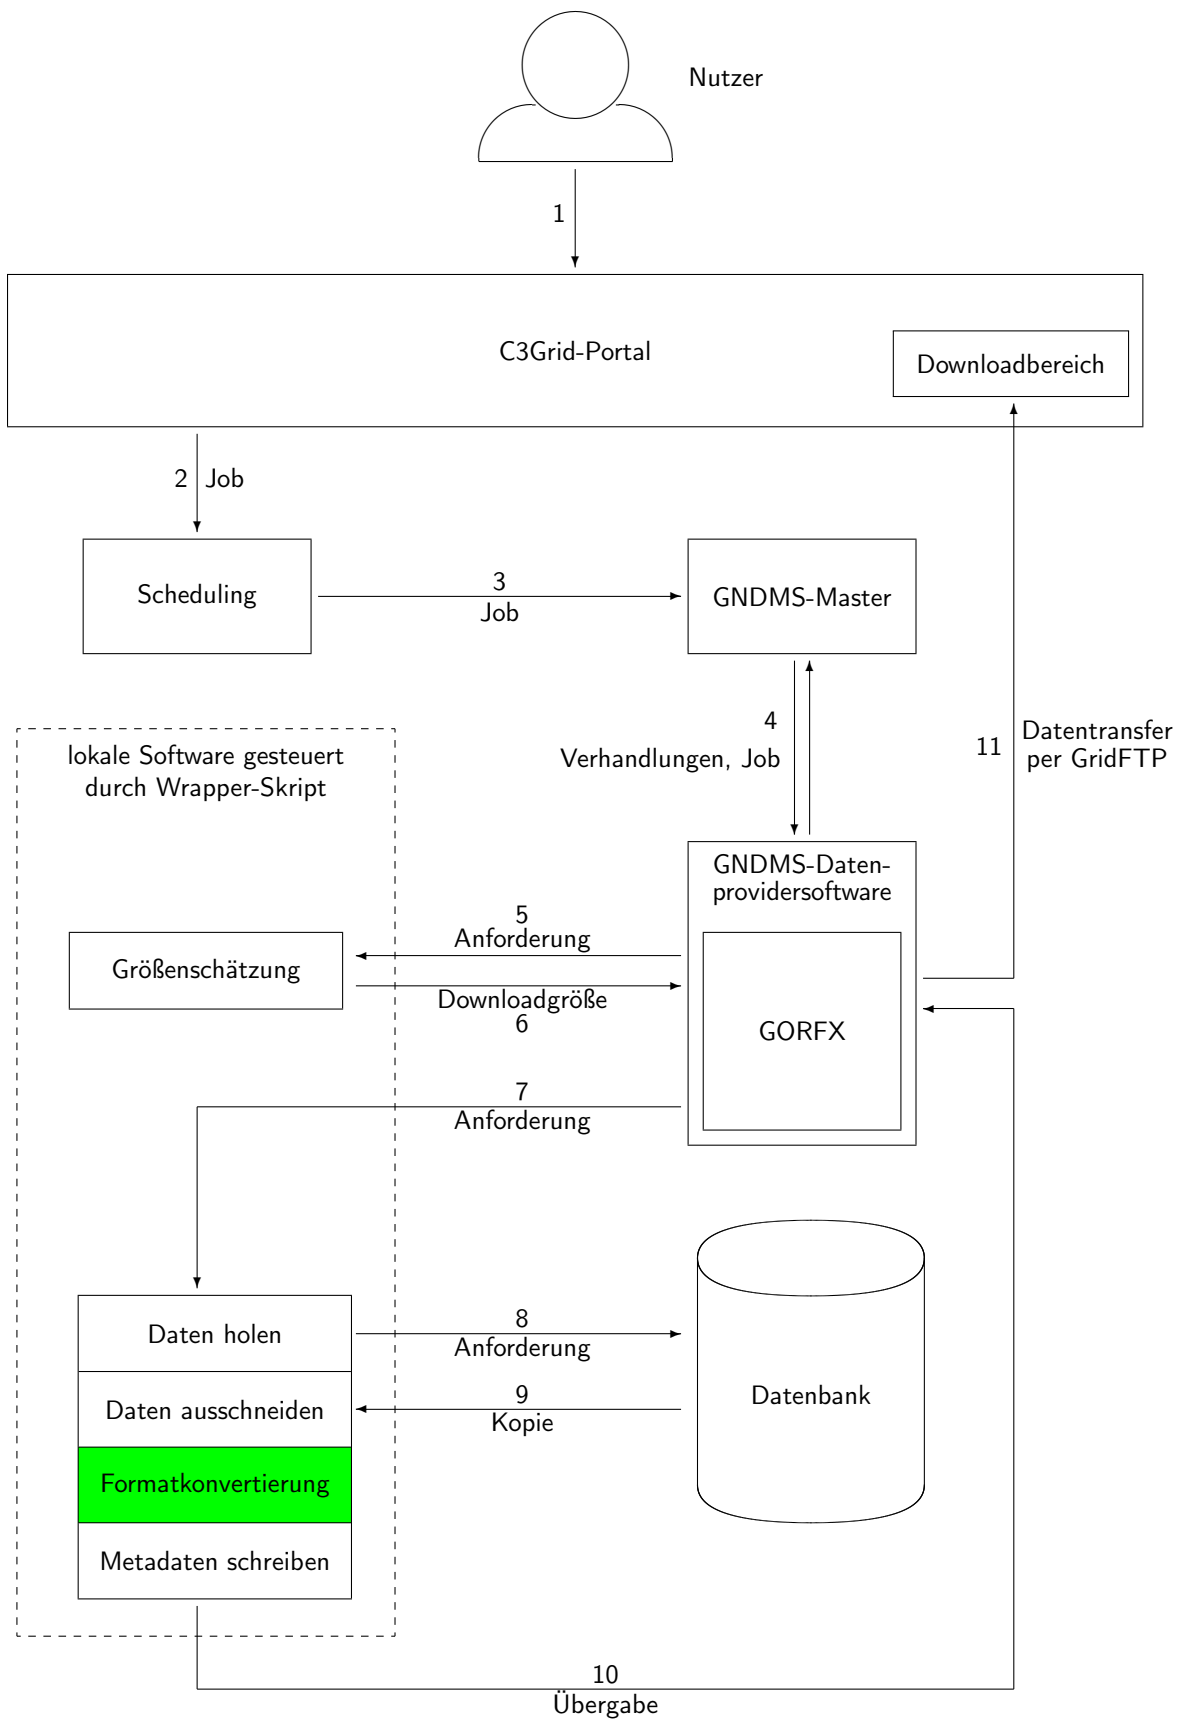 Nutzer
1
C3Grid-Portal
Downloadbereich
2 Job
Scheduling
3
Job
GNDMS-Master
4
Verhandlungen, Job
11
Datentransfer
per GridFTP
lokale Software gesteuert
durch Wrapper-Skript
GNDMS-Daten-
providersoftware
GORFX
5
Anforderung
Größenschätzung
Downloadgröße
6
7
Anforderung
Daten holen
8
Anforderung
Daten ausschneiden
9
Kopie
Datenbank
Formatkonvertierung
Metadaten schreiben
10
Übergabe